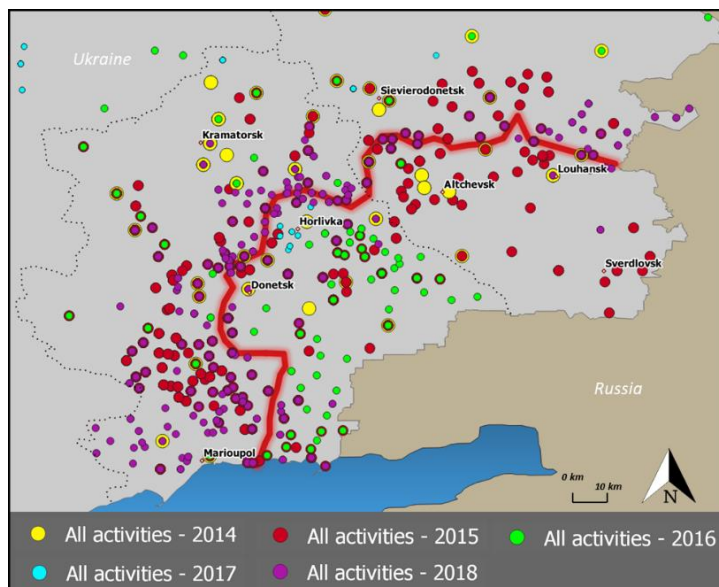 Ukraine
Sievierodonetsk
Kramatorsk
Louhansk
Altchevsk
Horlivka
Sverdlovsk
Donetsk
Russia
Marioupol
0 km
10 km
N
All activities - 2014
All activities - 2015
All activities - 2016
All activities - 2017
All activities - 2018